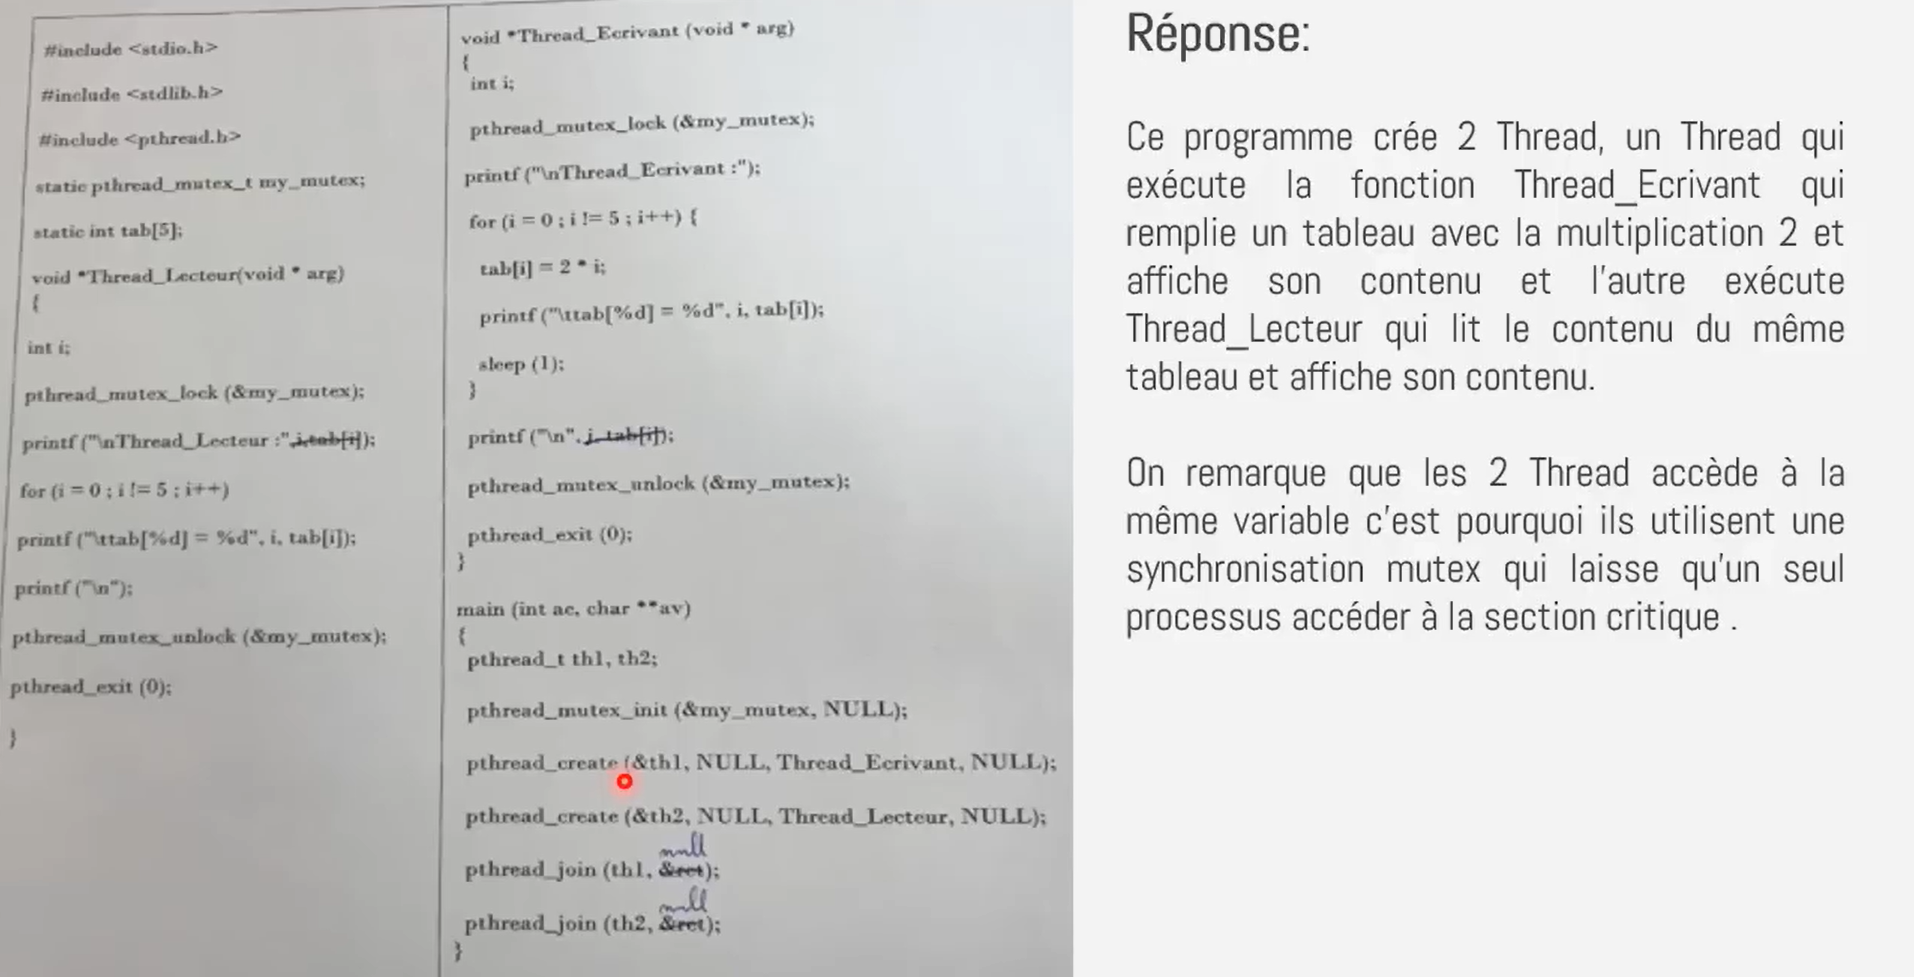 #include <stdio.h>
#include <stdlib.h>
#include <pthread.h>
static pthread_mutex_t my_mutex;
static int tab[5];
void *Thread_Lecteur(void * arg)
{
int i;
pthread_mutex_lock (&my_mutex);
printf ("\nThread_Lecteur :",i,tab[i]);
for (i = 0 ; i != 5 ; i++)
printf ("\ttab[%d] = %d", i, tab[i]);
printf ("\n");
pthread_mutex_unlock (&my_mutex);
pthread_exit (0);
}
void *Thread_Ecrivant (void * arg)
{
int i;
pthread_mutex_lock (&my_mutex);
printf ("\nThread_Ecrivant :");
for (i = 0 ; i != 5 ; i++) {
tab[i] = 2 * i;
printf ("\ttab[%d] = %d", i, tab[i]);
sleep (1);
}
printf ("\n", i, tab[i]);
pthread_mutex_unlock (&my_mutex);
pthread_exit (0);
}
main (int ac, char **av)
{
pthread_t th1, th2;
pthread_mutex_init (&my_mutex, NULL);
pthread_create (&th1, NULL, Thread_Ecrivant, NULL);
pthread_create (&th2, NULL, Thread_Lecteur, NULL);
null
pthread_join (th1, &ret);
null
pthread_join (th2, &ret);
}
Réponse:
Ce programme crée 2 Thread, un Thread qui
exécute la fonction Thread_Ecrivant qui
remplie un tableau avec la multiplication 2 et
affiche son contenu et l'autre exécute
Thread_Lecteur qui lit le contenu du même
tableau et affiche son contenu.
On remarque que les 2 Thread accède à la
même variable c'est pourquoi ils utilisent une
synchronisation mutex qui laisse qu'un seul
processus accéder à la section critique .